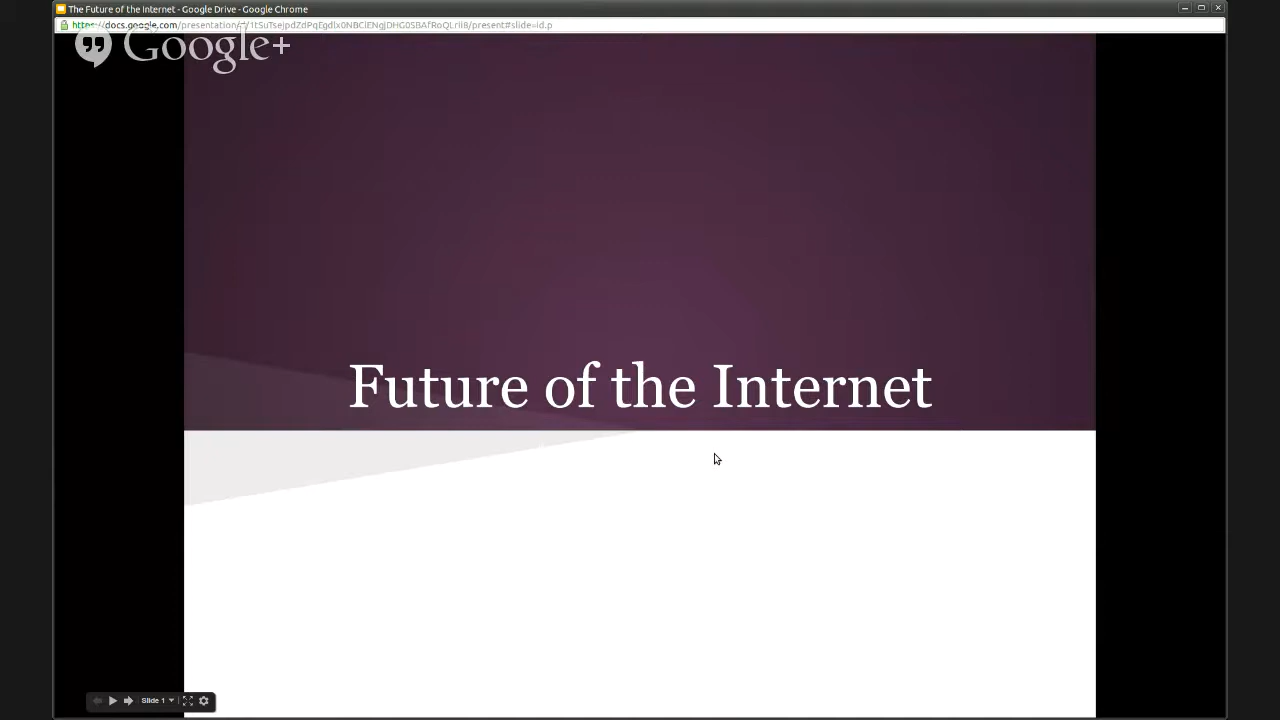 The Future of the Internet - Google Drive - Google Chrome
Google+
Future of the Internet
Slide 1